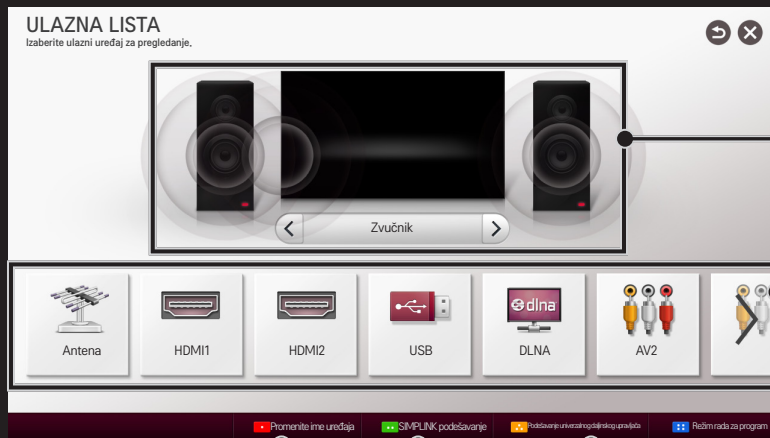 ULAZNA LISTA
Izaberite ulazni uređaj za pregledanje.
Zvučnik
dlna
Antena
HDMI1
HDMI2
USB
DLNA
AV2
Promenite ime uređaja
SIMPLINK podešavanje
Podešavanje univerzalnog daljinskog upravljača
Režim rada za program